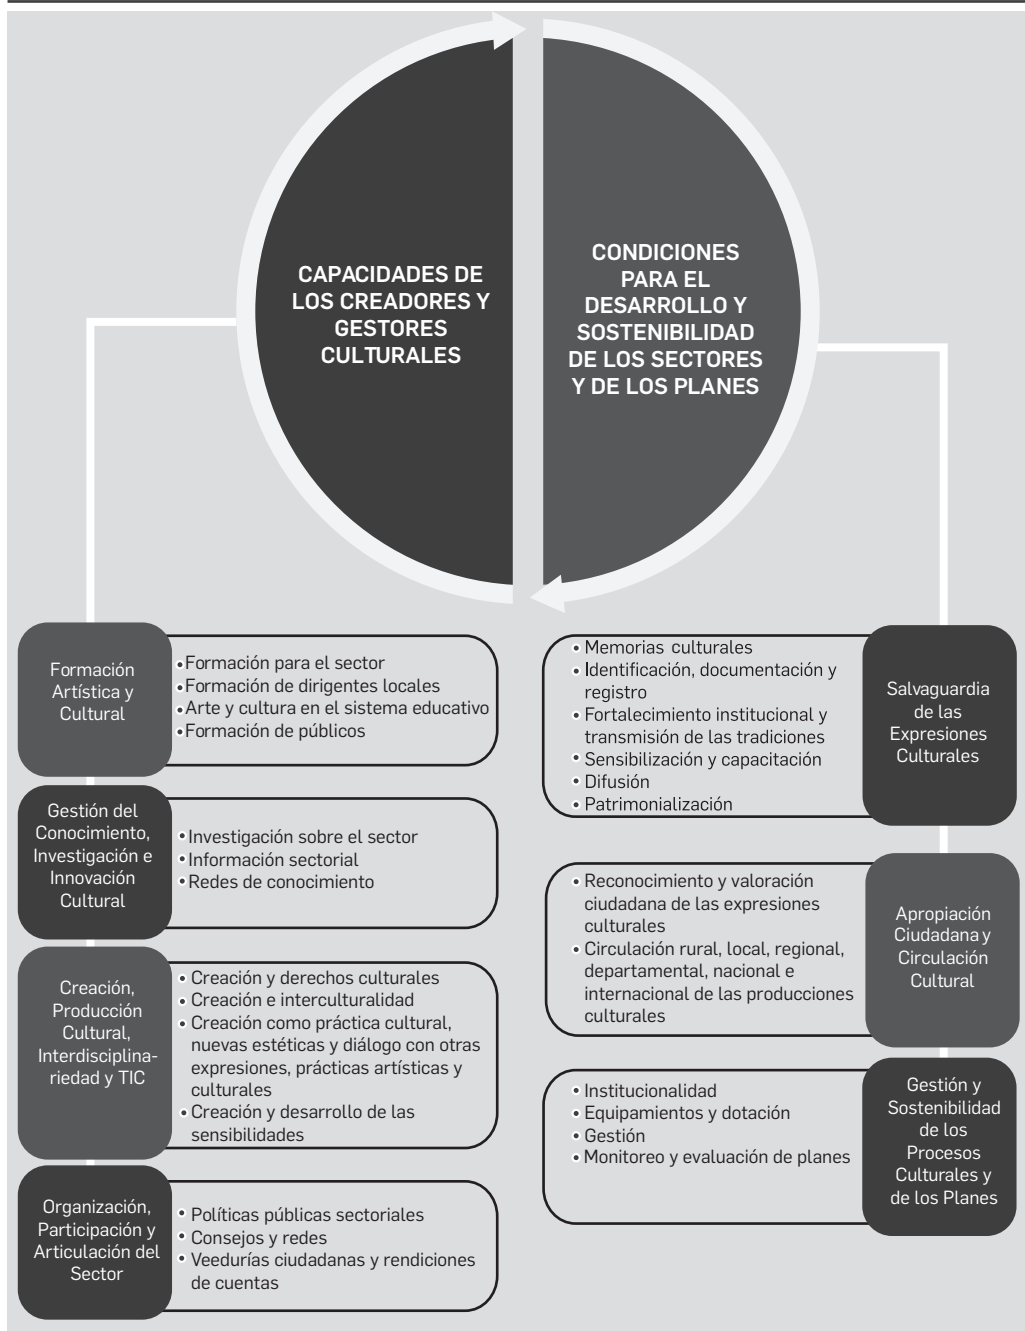 CAPACIDADES DE
LOS CREADORES Y
GESTORES
CULTURALES
CONDICIONES
PARA EL
DESARROLLO Y
SOSTENIBILIDAD
DE LOS SECTORES
Y DE LOS PLANES
Formación
Artística y
Cultural
• Formación para el sector
• Formación de dirigentes locales
• Arte y cultura en el sistema educativo
• Formación de públicos
Gestión del
Conocimiento,
Investigación e
Innovación
Cultural
• Investigación sobre el sector
• Información sectorial
• Redes de conocimiento
Creación,
Producción
Cultural,
Interdisciplina-
riedad y TIC
• Creación y derechos culturales
• Creación e interculturalidad
• Creación como práctica cultural,
nuevas estéticas y diálogo con otras
expresiones, prácticas artísticas y
culturales
• Creación y desarrollo de las
sensibilidades
Organización,
Participación y
Articulación del
Sector
• Políticas públicas sectoriales
• Consejos y redes
• Veedurías ciudadanas y rendiciones
de cuentas
• Memorias culturales
• Identificación, documentación y
registro
• Fortalecimiento institucional y
transmisión de las tradiciones
• Sensibilización y capacitación
• Difusión
• Patrimonialización
Salvaguardia
de las
Expresiones
Culturales
• Reconocimiento y valoración
ciudadana de las expresiones
culturales
• Circulación rural, local, regional,
departamental, nacional e
internacional de las producciones
culturales
Apropiación
Ciudadana y
Circulación
Cultural
• Institucionalidad
• Equipamientos y dotación
• Gestión
• Monitoreo y evaluación de planes
Gestión y
Sostenibilidad
de los
Procesos
Culturales y
de los Planes